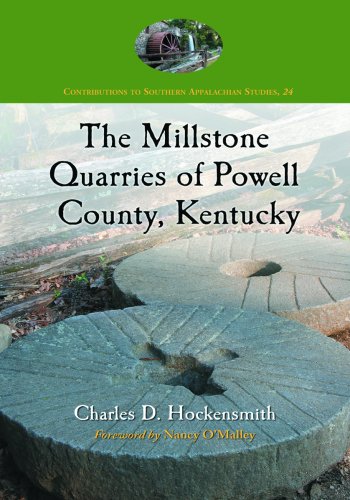 Contributions to Southern Appalachian Studies, 24
The Millstone
Quarries of Powell
County, Kentucky
Charles D. Hockensmith
Foreword by Nancy O'Malley